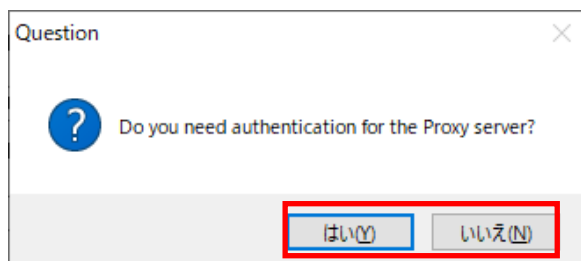 Question
Do you need authentication for the Proxy server?
はい(Y) いいえ(N)